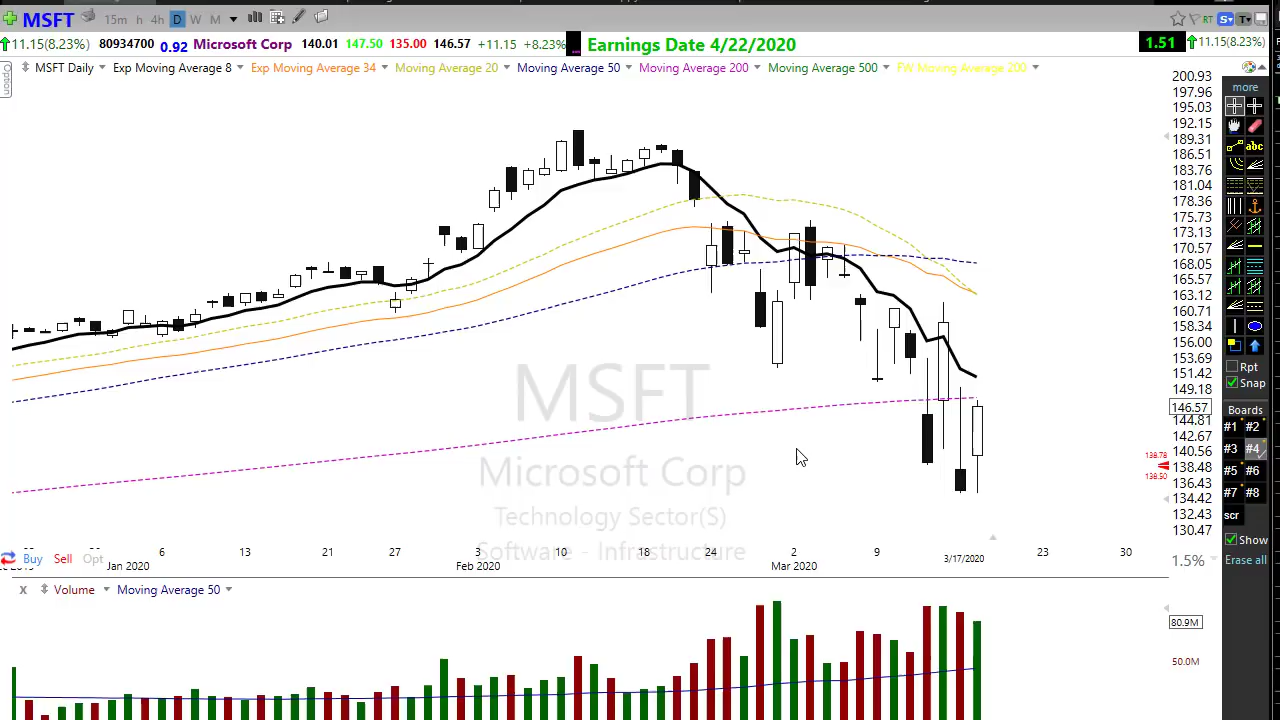 MSFT 15m h 4h D W M RT S T
11.15(8.23%) 80934700 0.92 Microsoft Corp 140.01 147.50 135.00 146.57 +11.15 +8.23% Earnings Date 4/22/2020 1.51 11.15(8.23%)
Option
MSFT Daily Exp Moving Average 8 Exp Moving Average 34 Moving Average 20 Moving Average 50 Moving Average 200 Moving Average 500 FW Moving Average 200
200.93
197.96
195.03
192.15
189.31
186.51
183.76
181.04
178.36
175.73
173.13
170.57
168.05
165.57
163.12
160.71
158.34
156.00
153.69
151.42
149.18
146.57
144.81
142.67
140.56
138.78
138.48
138.50
136.43
134.42
132.43
130.47
more
abc
Rpt
Snap
Boards
#1 #2
#3 #4
#5 #6
#7 #8
scr
Show
Erase all
MSFT
Microsoft Corp
Technology Sector(S)
Software - Infrastructure
6 13 21 27 3 10 18 24 2 9 3/17/2020 23 30
Jan 2020 Feb 2020 Mar 2020
Buy Sell Opt
1.5%
x Volume Moving Average 50
80.9M
50.0M